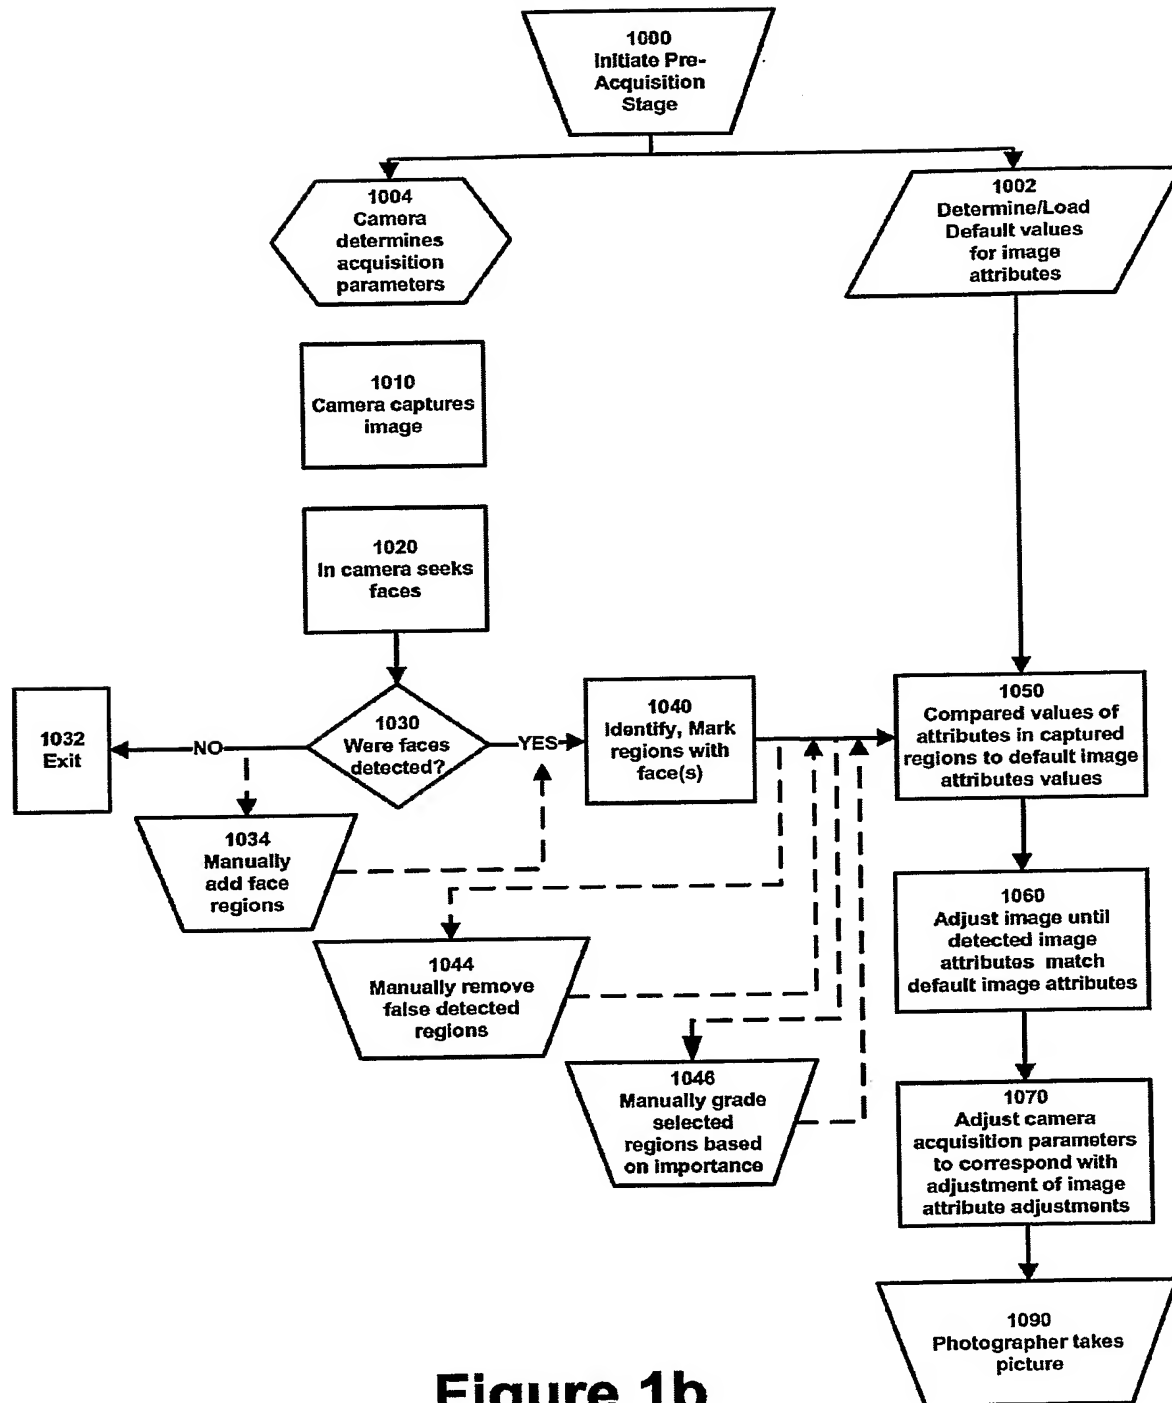 1000
Initiate Pre-
Acquisition
Stage
1004
Camera
determines
acquisition
parameters
1002
Determine/Load
Default values
for image
attributes
1010
Camera captures
image
1020
In camera seeks
faces
1030
Were faces
detected?
NO
YES
1032
Exit
1034
Manually
add face
regions
1040
Identify, Mark
regions with
face(s)
1044
Manually remove
false detected
regions
1046
Manually grade
selected
regions based
on importance
1050
Compared values of
attributes in captured
regions to default image
attributes values
1060
Adjust image until
detected image
attributes match
default image attributes
1070
Adjust camera
acquisition parameters
to correspond with
adjustment of image
attribute adjustments
1090
Photographer takes
picture
Figure 1b